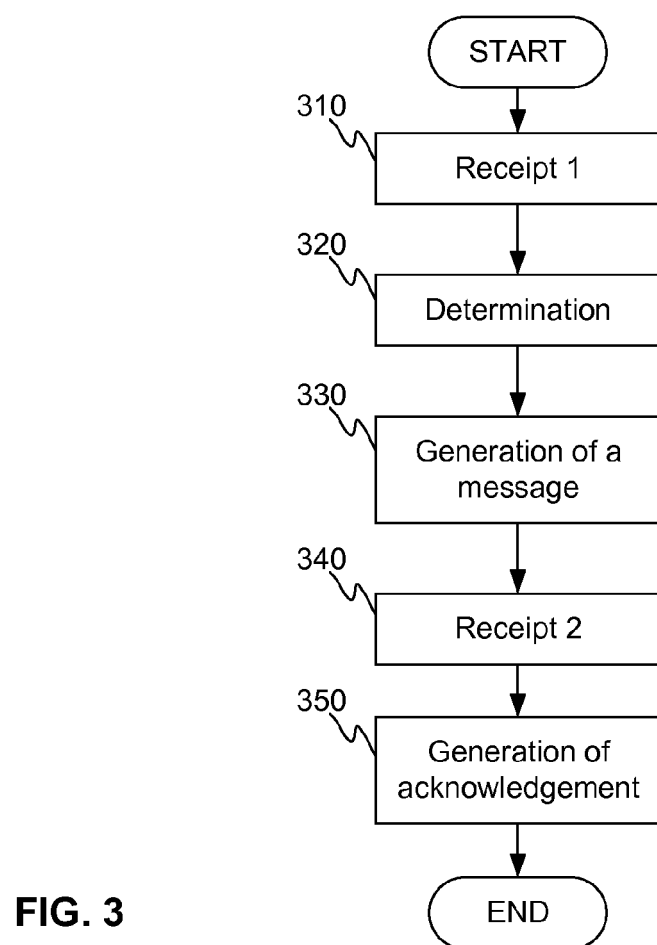 START
310
Receipt 1
320
Determination
330
Generation of a
message
340
Receipt 2
350
Generation of
acknowledgement
END
FIG. 3